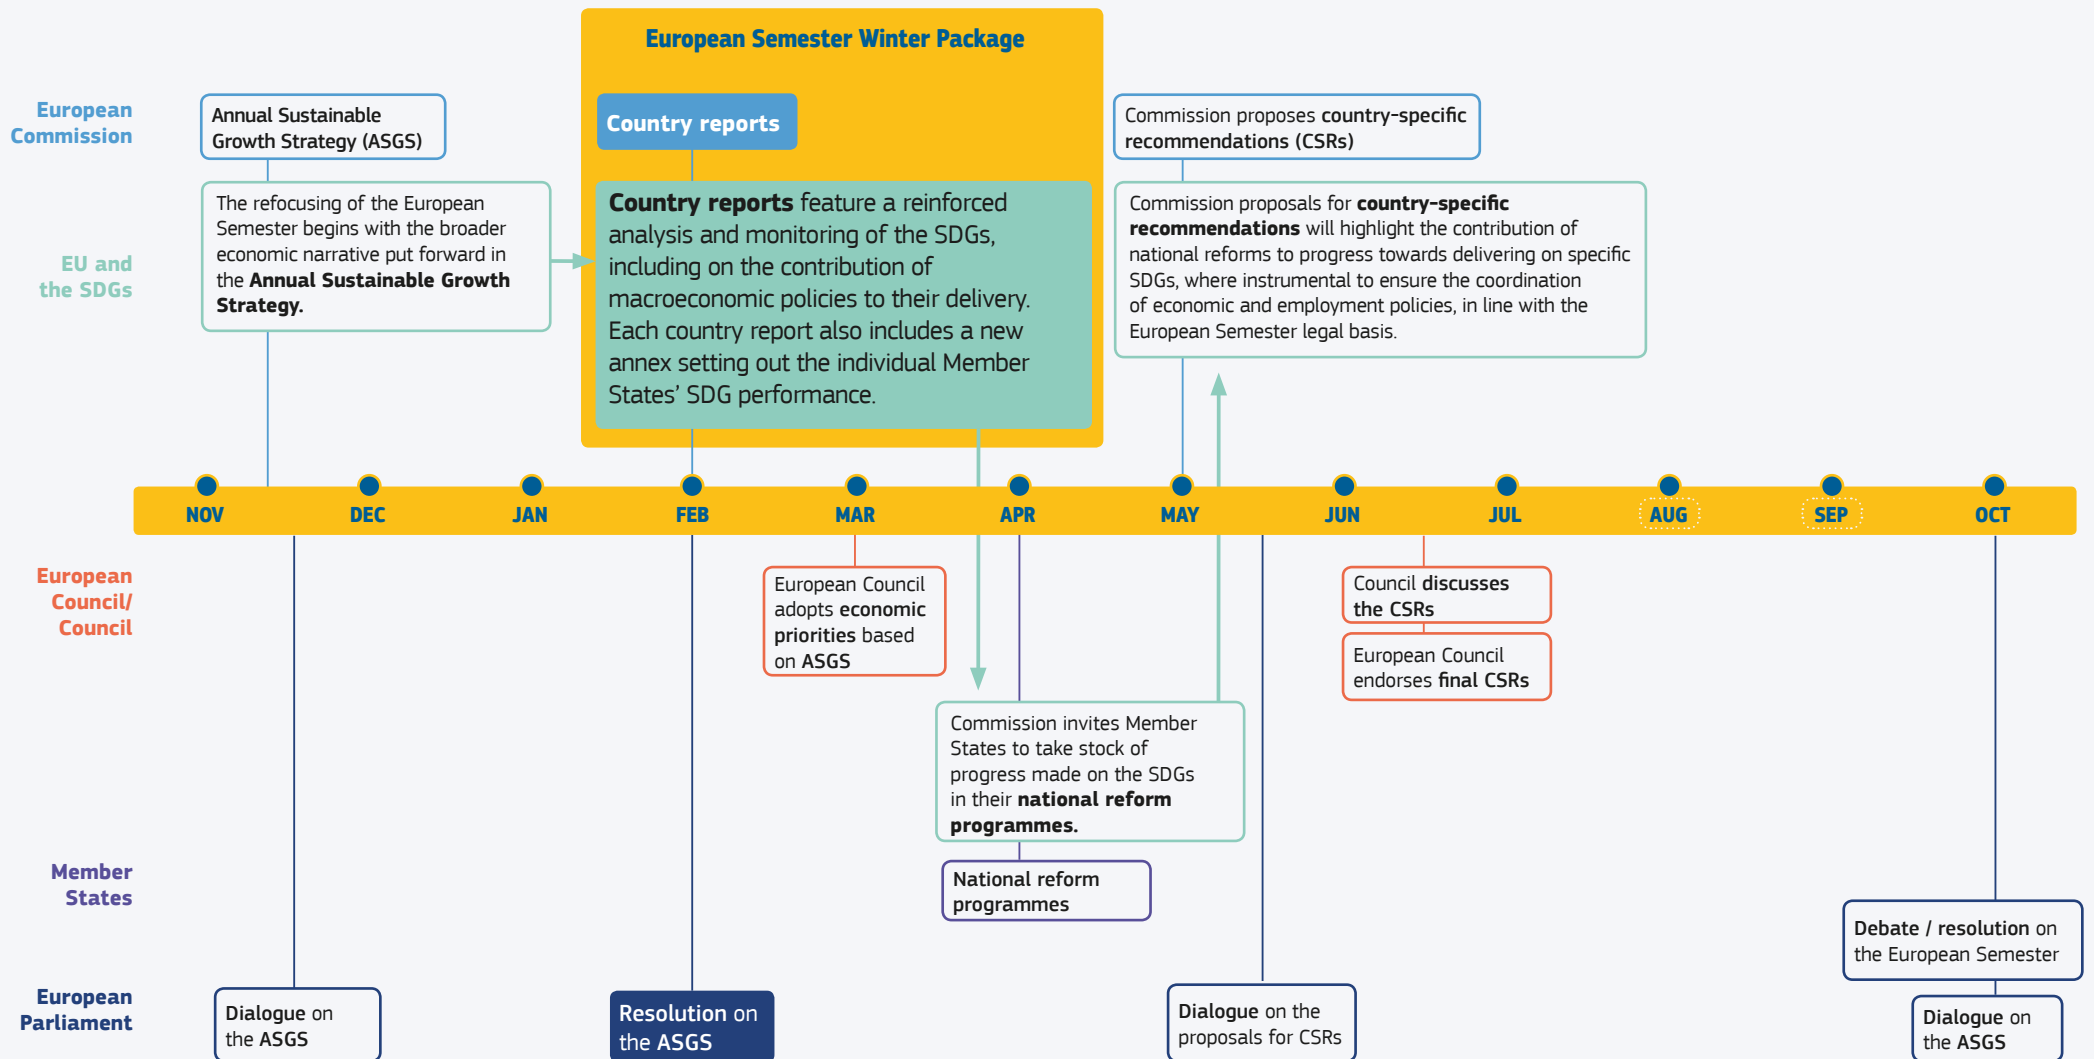 European Semester Winter Package
European
Commission
Annual Sustainable
Growth Strategy (ASGS)
Country reports
Commission proposes country-specific
recommendations (CSRs)
EU and
the SDGs
The refocusing of the European
Semester begins with the broader
economic narrative put forward in
the Annual Sustainable Growth
Strategy.
Country reports feature a reinforced
analysis and monitoring of the SDGs,
including on the contribution of
macroeconomic policies to their delivery.
Each country report also includes a new
annex setting out the individual Member
States’ SDG performance.
Commission proposals for country-specific
recommendations will highlight the contribution of
national reforms to progress towards delivering on specific
SDGs, where instrumental to ensure the coordination
of economic and employment policies, in line with the
European Semester legal basis.
NOV
DEC
JAN
FEB
MAR
APR
MAY
JUN
JUL
AUG
SEP
OCT
European
Council/
Council
European Council
adopts economic
priorities based
on ASGS
Council discusses
the CSRs
European Council
endorses final CSRs
Commission invites Member
States to take stock of
progress made on the SDGs
in their national reform
programmes.
Member
States
National reform
programmes
Debate / resolution on
the European Semester
European
Parliament
Dialogue on
the ASGS
Resolution on
the ASGS
Dialogue on the
proposals for CSRs
Dialogue on
the ASGS